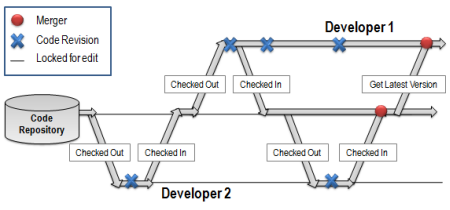 Merger
Code Revision
Locked for edit
Developer 1
Checked Out
Checked In
Get Latest Version
Code
Repository
Checked Out
Checked In
Checked Out
Checked In
Developer 2